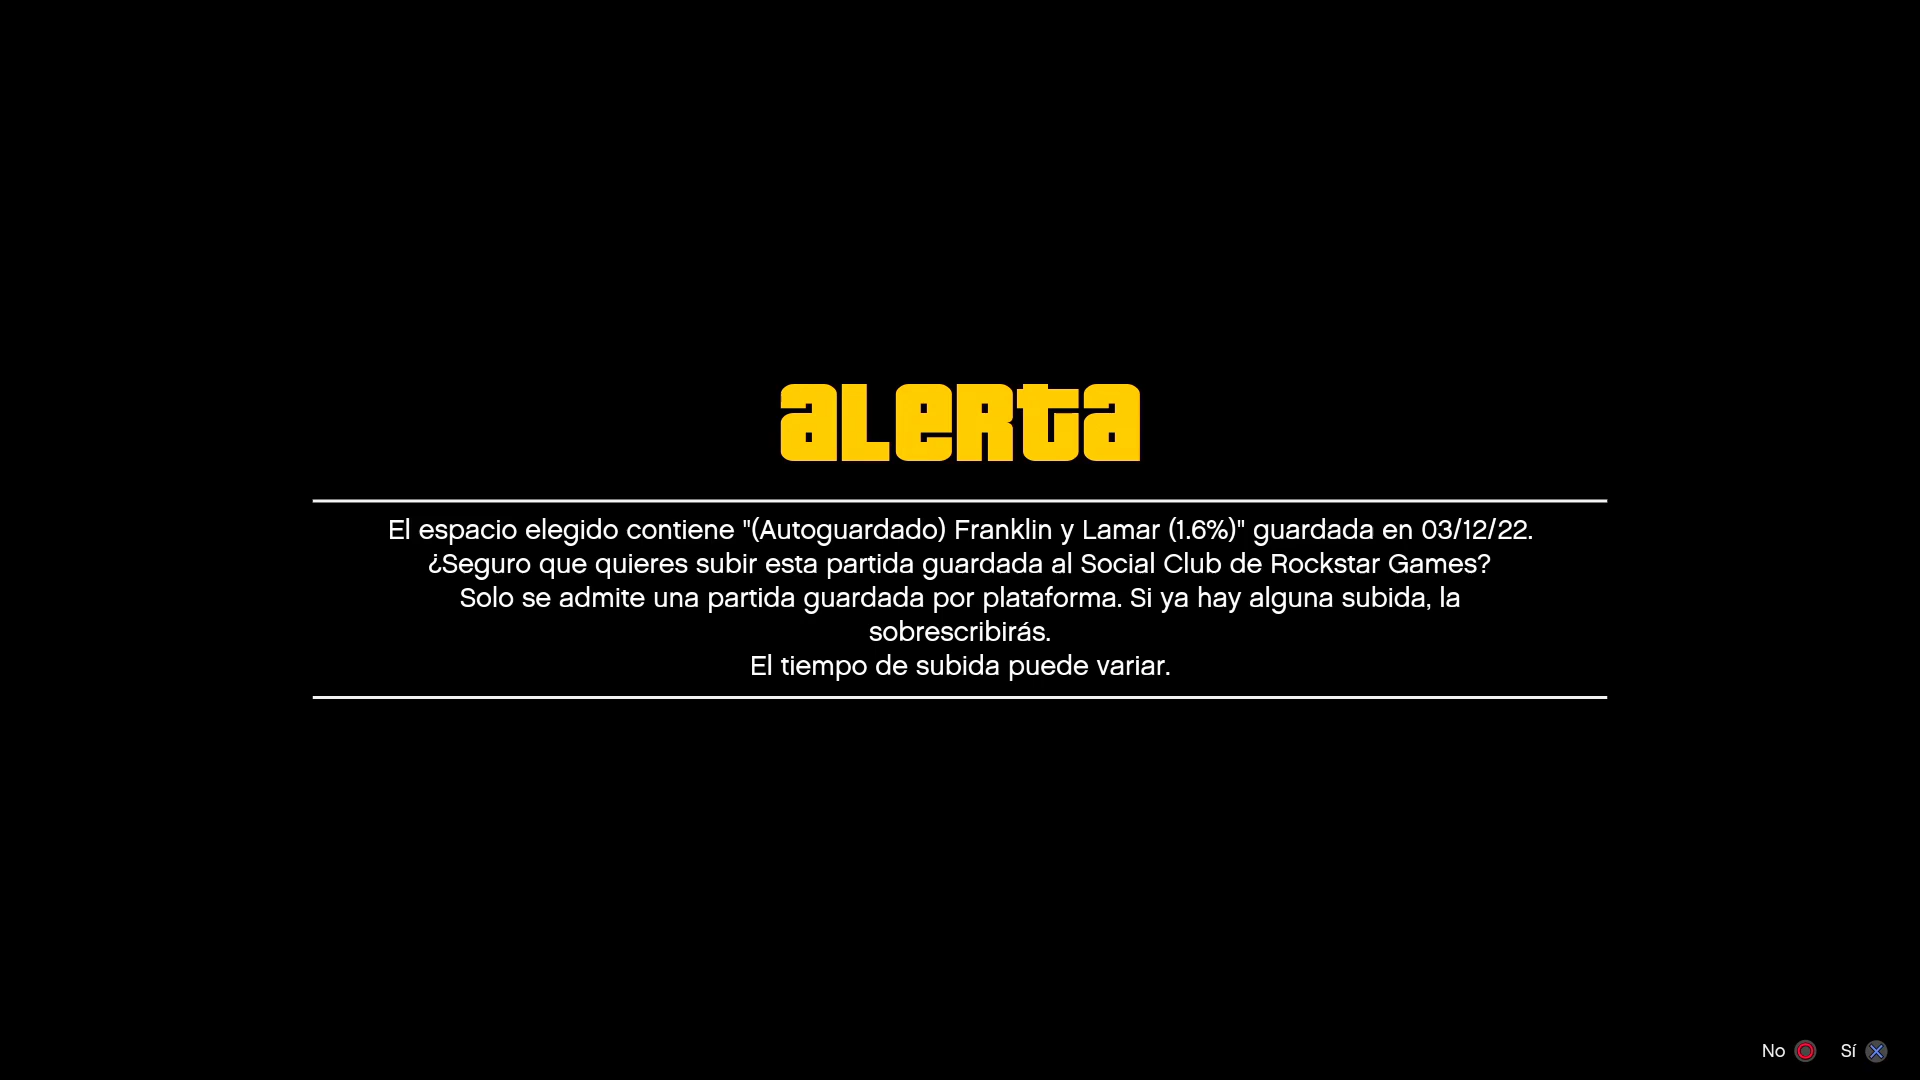 aLeRta
El espacio elegido contiene "(Autoguardado) Franklin y Lamar (1.6%)" guardada en 03/12/22.
¿Seguro que quieres subir esta partida guardada al Social Club de Rockstar Games?
Solo se admite una partida guardada por plataforma. Si ya hay alguna subida, la
sobrescribirás.
El tiempo de subida puede variar.
No Sí